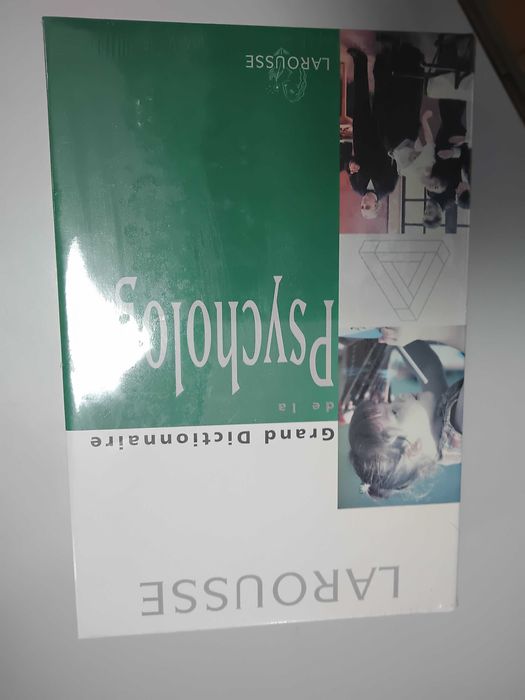 LAROUSSE
Grand Dictionnaire
de la
Psycholog
LAROUSSE